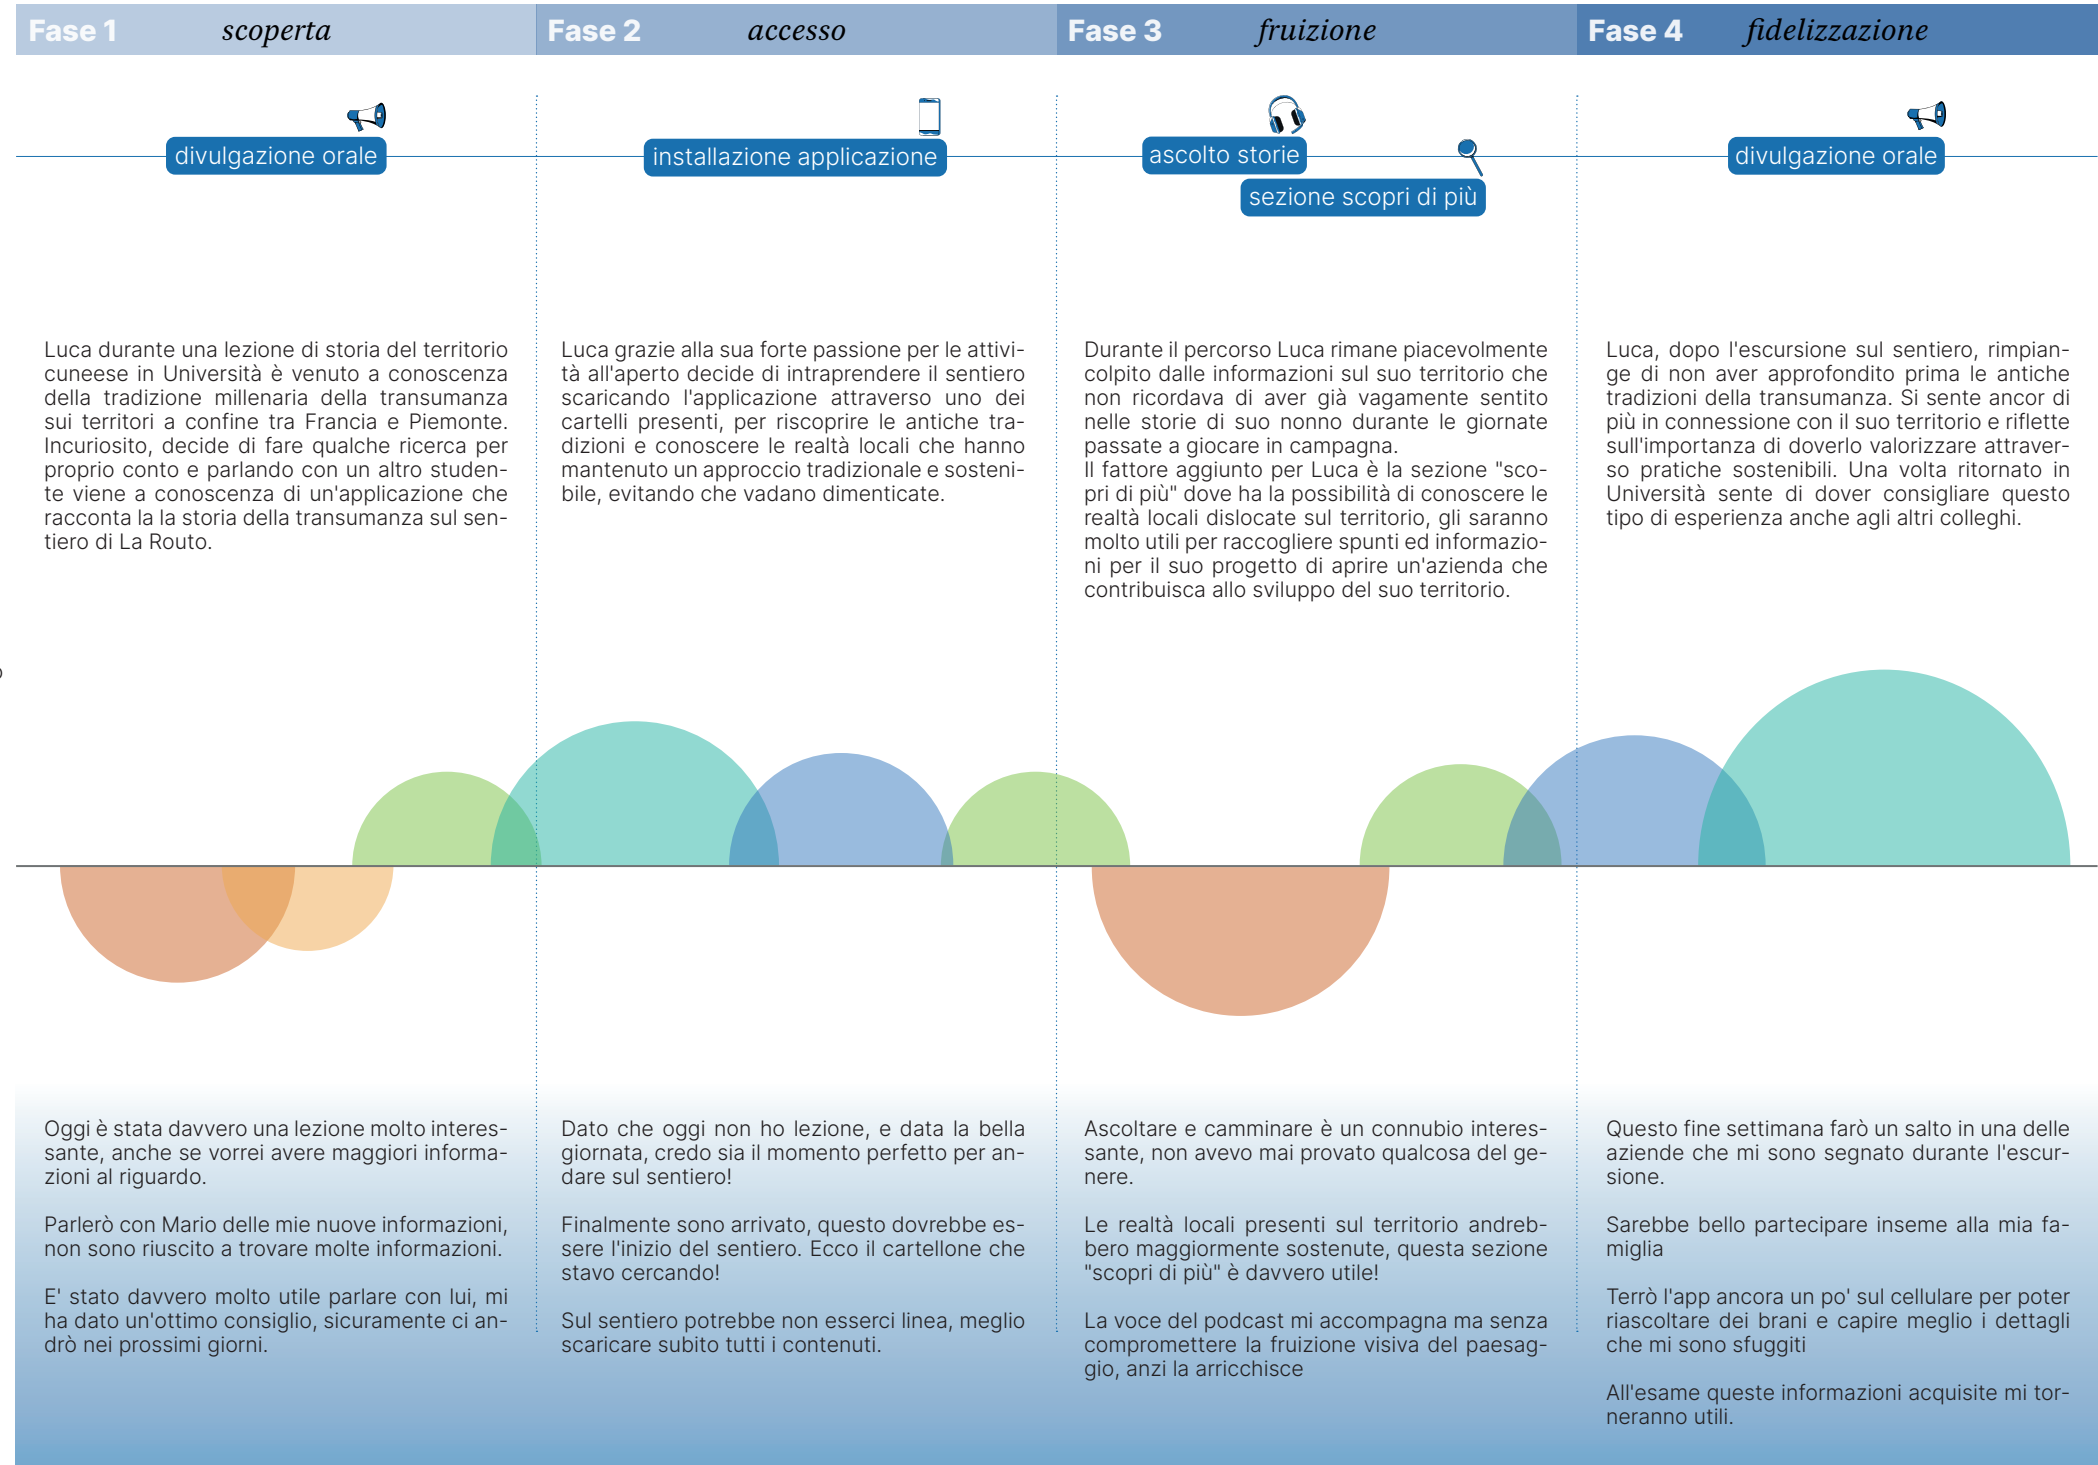 Fase 1 scoperta
Fase 2 accesso
Fase 3 fruizione
Fase 4 fidelizzazione
divulgazione orale
installazione applicazione
ascolto storie
sezione scopri di più
divulgazione orale
Luca durante una lezione di storia del territorio
cuneese in Università è venuto a conoscenza
della tradizione millenaria della transumanza
sui territori a confine tra Francia e Piemonte.
Incuriosito, decide di fare qualche ricerca per
proprio conto e parlando con un altro studen-
te viene a conoscenza di un'applicazione che
racconta la la storia della transumanza sul sen-
tiero di La Routo.
Luca grazie alla sua forte passione per le attivi-
tà all'aperto decide di intraprendere il sentiero
scaricando l'applicazione attraverso uno dei
cartelli presenti, per riscoprire le antiche tra-
dizioni e conoscere le realtà locali che hanno
mantenuto un approccio tradizionale e sosteni-
bile, evitando che vadano dimenticate.
Durante il percorso Luca rimane piacevolmente
colpito dalle informazioni sul suo territorio che
non ricordava di aver già vagamente sentito
nelle storie di suo nonno durante le giornate
passate a giocare in campagna.
Il fattore aggiunto per Luca è la sezione "sco-
pri di più" dove ha la possibilità di conoscere le
realtà locali dislocate sul territorio, gli saranno
molto utili per raccogliere spunti ed informazio-
ni per il suo progetto di aprire un'azienda che
contribuisca allo sviluppo del suo territorio.
Luca, dopo l'escursione sul sentiero, rimpian-
ge di non aver approfondito prima le antiche
tradizioni della transumanza. Si sente ancor di
più in connessione con il suo territorio e riflette
sull'importanza di doverlo valorizzare attraver-
so pratiche sostenibili. Una volta ritornato in
Università sente di dover consigliare questo
tipo di esperienza anche agli altri colleghi.
Oggi è stata davvero una lezione molto interes-
sante, anche se vorrei avere maggiori informa-
zioni al riguardo.
Parlerò con Mario delle mie nuove informazioni,
non sono riuscito a trovare molte informazioni.
E' stato davvero molto utile parlare con lui, mi
ha dato un'ottimo consiglio, sicuramente ci an-
drò nei prossimi giorni.
Dato che oggi non ho lezione, e data la bella
giornata, credo sia il momento perfetto per an-
dare sul sentiero!
Finalmente sono arrivato, questo dovrebbe es-
sere l'inizio del sentiero. Ecco il cartellone che
stavo cercando!
Sul sentiero potrebbe non esserci linea, meglio
scaricare subito tutti i contenuti.
Ascoltare e camminare è un connubio interes-
sante, non avevo mai provato qualcosa del ge-
nere.
Le realtà locali presenti sul territorio andreb-
bero maggiormente sostenute, questa sezione
"scopri di più" è davvero utile!
La voce del podcast mi accompagna ma senza
compromettere la fruizione visiva del paesag-
gio, anzi la arricchisce
Questo fine settimana farò un salto in una delle
aziende che mi sono segnato durante l'escur-
sione.
Sarebbe bello partecipare inseme alla mia fa-
miglia
Terrò l'app ancora un po' sul cellulare per poter
riascoltare dei brani e capire meglio i dettagli
che mi sono sfuggiti
All'esame queste informazioni acquisite mi tor-
neranno utili.